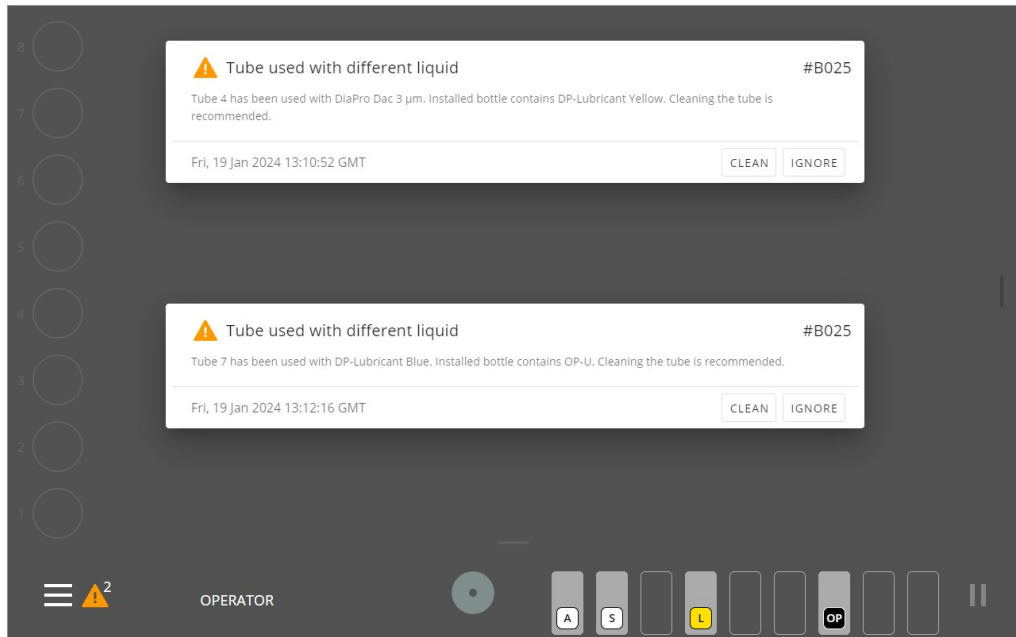 8
Tube used with different liquid #B025
Tube 4 has been used with DiaPro Dac 3 µm. Installed bottle contains DP-Lubricant Yellow. Cleaning the tube is
recommended.
7
Fri, 19 Jan 2024 13:10:52 GMT CLEAN IGNORE
6
5
4
Tube used with different liquid #B025
Tube 7 has been used with DP-Lubricant Blue. Installed bottle contains OP-U. Cleaning the tube is recommended.
3
Fri, 19 Jan 2024 13:12:16 GMT CLEAN IGNORE
2
1
2
OPERATOR
A S L OP